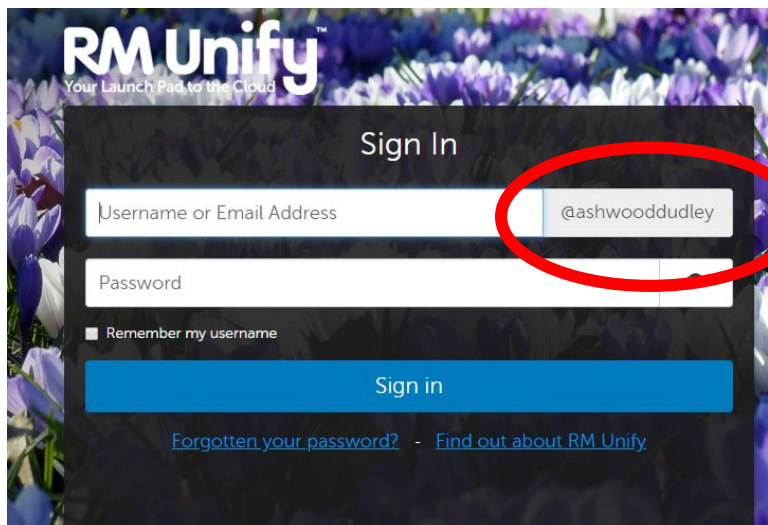 RM Unify™
Your Launch Pad to the Cloud
Sign In
Username or Email Address @ashwooddudley
Password
Remember my username
Sign in
Forgotten your password? - Find out about RM Unify